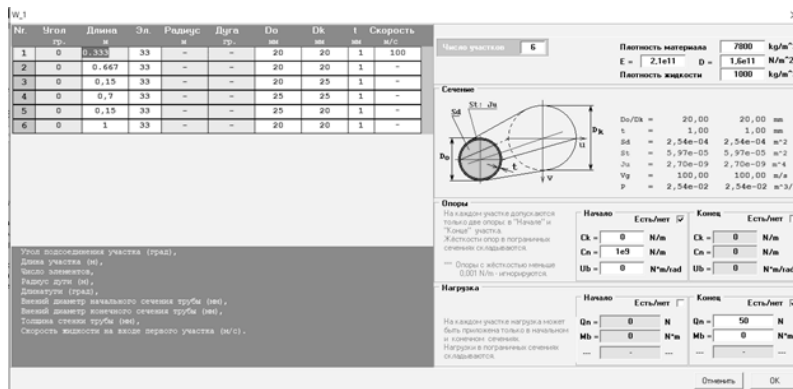 W_1
Nr. Угол Длина Эл. Радиус Дуга Do Dk t Скорость
гр. м м гр. мм мм мм м/с
1 0 0.333 33 - - 20 20 1 100
2 0 0.667 33 - - 20 20 1 -
3 0 0,15 33 - - 20 25 1 -
4 0 0,7 33 - - 25 25 1 -
5 0 0,15 33 - - 25 20 1 -
6 0 1 33 - - 20 20 1 -
Угол подсоединения участка (град),
Длина участка (м),
Число элементов,
Радиус дуги (м),
Длина дуги (град),
Внений диаметр начального сечения трубы (мм),
Внений диаметр конечного сечения трубы (мм),
Толщина стенки трубы (мм),
Скорость жидкости на входе первого участка (м/с).
Число участков 6
Плотность материала 7800 kg/m^
E = 2,1e11 D = 1,6e11 N/m^2
Плотность жидкости 1000 kg/m^
Сечение
Sd St; Ju
Do Dk u t v
Do/Dk = 20,00 20,00 mm
t = 1,00 1,00 mm
Sd = 2,54e-04 2,54e-04 m^2
St = 5,97e-05 5,97e-05 m^2
Ju = 2,70e-09 2,70e-09 m^4
Vg = 100,00 100,00 m/s
P = 2,54e-02 2,54e-02 m^3/
Опоры
На каждом участке допускаются
только две опоры: в "Начале" и
"Конце" участка.
Жёсткости опор в пограничных
сечениях складываются.
*** Опоры с жёсткостью меньше
0,001 N/m - игнорируются.
Начало Есть/нет
Ck = 0 N/m
Cn = 1e9 N/m
Ub = 0 N*m/rad
Конец Есть/нет
Ck = 0 N/m
Cn = 0 N/m
Ub = 0 N*m/rad
Нагрузка
На каждом участке нагрузка может
быть приложена только в начальном
и конечном сечениях.
Нагрузки в пограничных сечениях
складываются.
Начало Есть/нет
Qn = 0 N
Mb = 0 N*m
--- - ---
Конец Есть/нет
Qn = 50 N
Mb = 0 N*m
--- - ---
Отменить OK